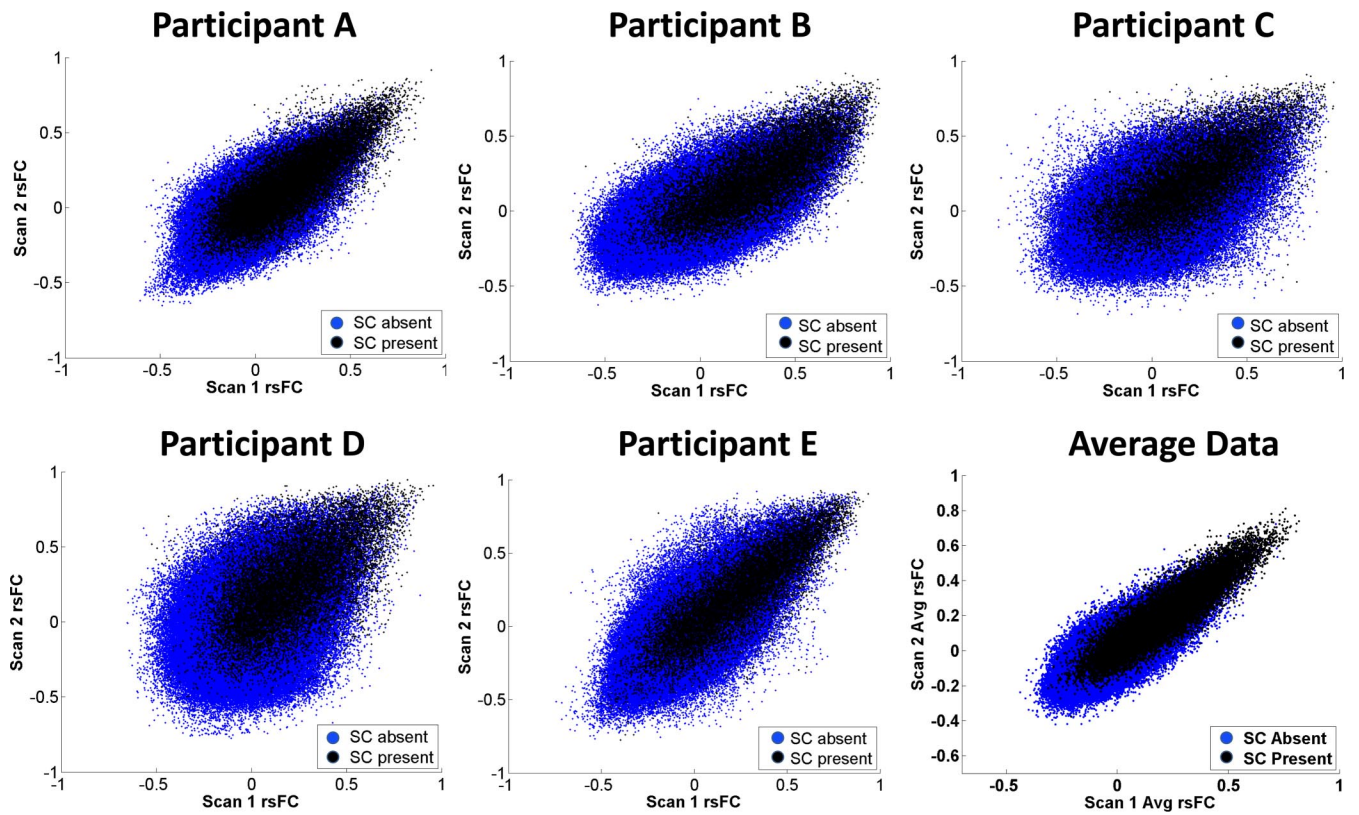 Participant A
1
0.5
0
-0.5
-1
-1
-0.5
0
0.5
1
Scan 2 rsFC
Scan 1 rsFC
SC absent
SC present
Participant B
1
0.5
0
-0.5
-1
-1
-0.5
0
0.5
1
Scan 2 rsFC
Scan 1 rsFC
SC absent
SC present
Participant C
1
0.5
0
-0.5
-1
-1
-0.5
0
0.5
1
Scan 2 rsFC
Scan 1 rsFC
SC absent
SC present
Participant D
1
0.5
0
-0.5
-1
-1
-0.5
0
0.5
1
Scan 2 rsFC
Scan 1 rsFC
SC absent
SC present
Participant E
1
0.5
0
-0.5
-1
-1
-0.5
0
0.5
1
Scan 2 rsFC
Scan 1 rsFC
SC absent
SC present
Average Data
1
0.8
0.6
0.4
0.2
0
-0.2
-0.4
-0.6
-0.5
0
0.5
1
Scan 2 Avg rsFC
Scan 1 Avg rsFC
SC Absent
SC Present